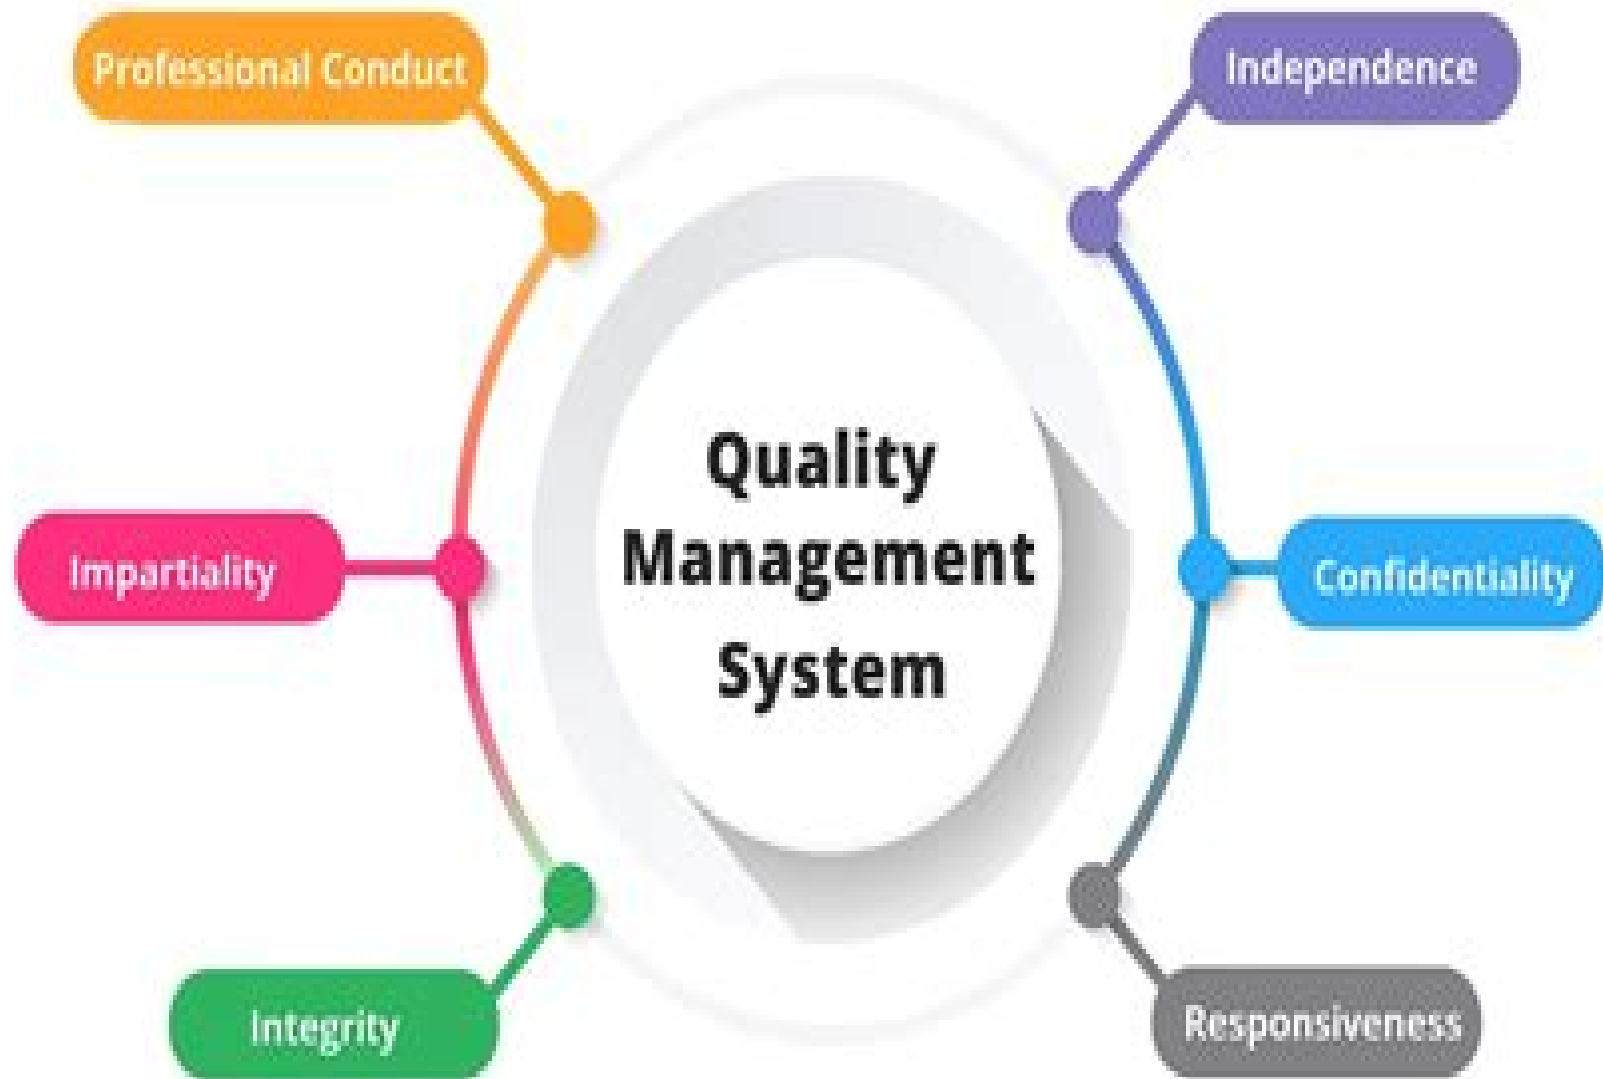 Professional Conduct
Independence
Quality
Management
System
Impartiality
Confidentiality
Integrity
Responsiveness